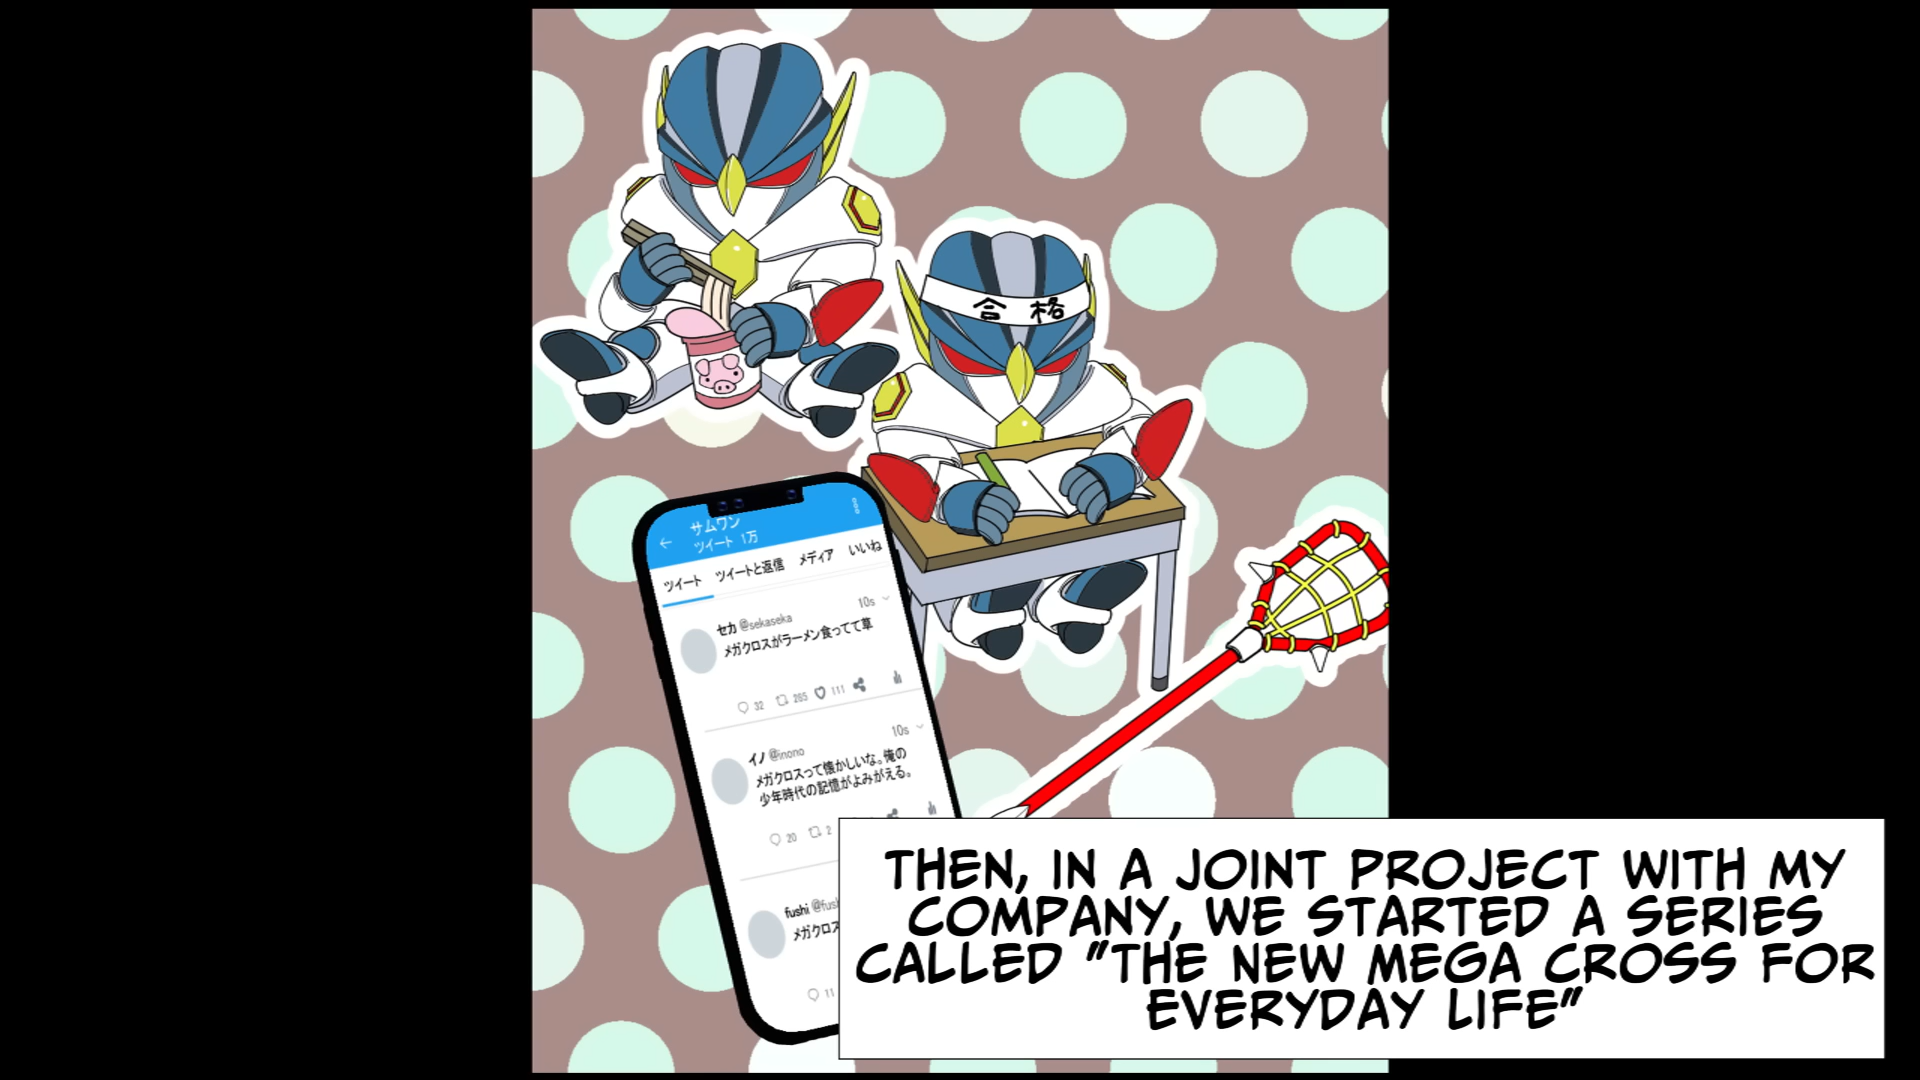 合格
サムワン
ツイート 1万
ツイート ツイートと返信 メディア いいね
セカ @sekaseka 10s
メガクロスがラーメン食ってて草
32 265 111
イノ @inono 10s
メガクロスって懐かしいな。俺の
少年時代の記憶がよみがえる。
20 2
fushi
メガクロス
11
THEN, IN A JOINT PROJECT WITH MY
COMPANY, WE STARTED A SERIES
CALLED "THE NEW MEGA CROSS FOR
EVERYDAY LIFE"